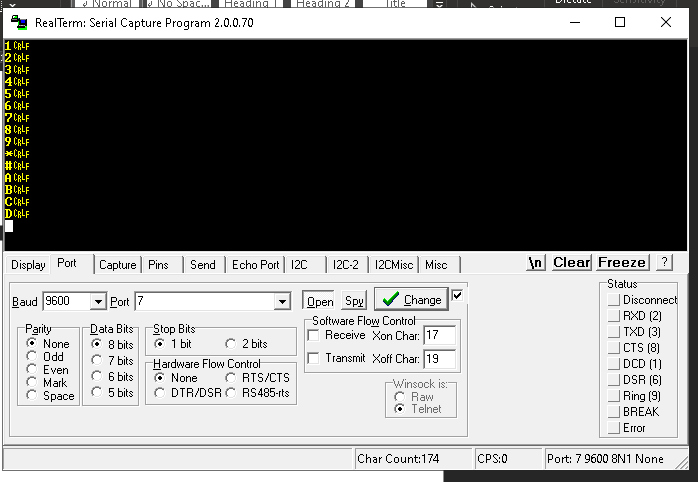 Normal No Spac... Heading 1 Heading 2 Title
RealTerm: Serial Capture Program 2.0.0.70
1CRLF
2CRLF
3CRLF
4CRLF
5CRLF
6CRLF
7CRLF
8CRLF
9CRLF
*CRLF
#CRLF
ACRLF
BCRLF
CCRLF
DCRLF
Display Port Capture Pins Send Echo Port I2C I2C-2 I2CMisc Misc \n Clear Freeze ?
Baud 9600 Port 7 Open Spy Change
Parity
None
Odd
Even
Mark
Space
Data Bits
8 bits
7 bits
6 bits
5 bits
Stop Bits
1 bit 2 bits
Hardware Flow Control
None RTS/CTS
DTR/DSR RS485-rts
Software Flow Control
Receive Xon Char: 17
Transmit Xoff Char: 19
Winsock is:
Raw
Telnet
Status
Disconnect
RXD (2)
TXD (3)
CTS (8)
DCD (1)
DSR (6)
Ring (9)
BREAK
Error
Char Count:174 CPS:0 Port: 7 9600 8N1 None